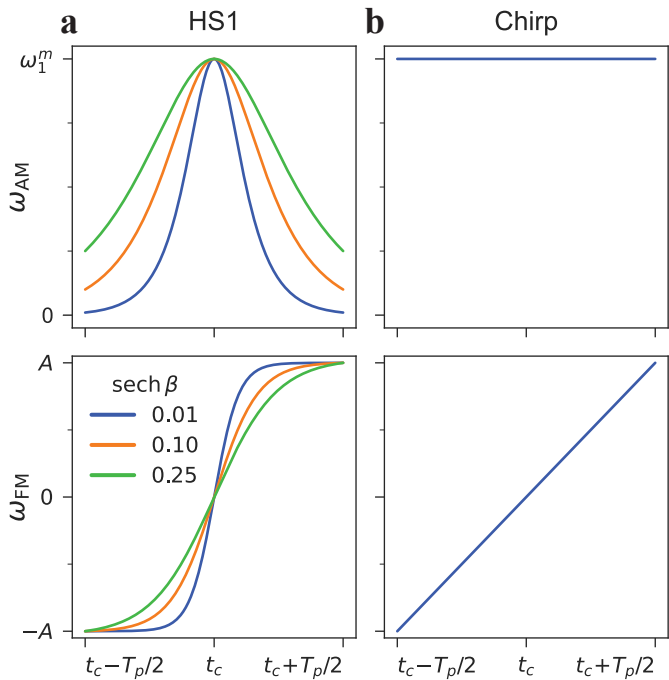 a HS1
b Chirp
ω₁ᵐ
ω_AM
0
A
sech β
0.01
0.10
0.25
ω_FM
0
−A
t_c−T_p/2 t_c t_c+T_p/2
t_c−T_p/2 t_c t_c+T_p/2